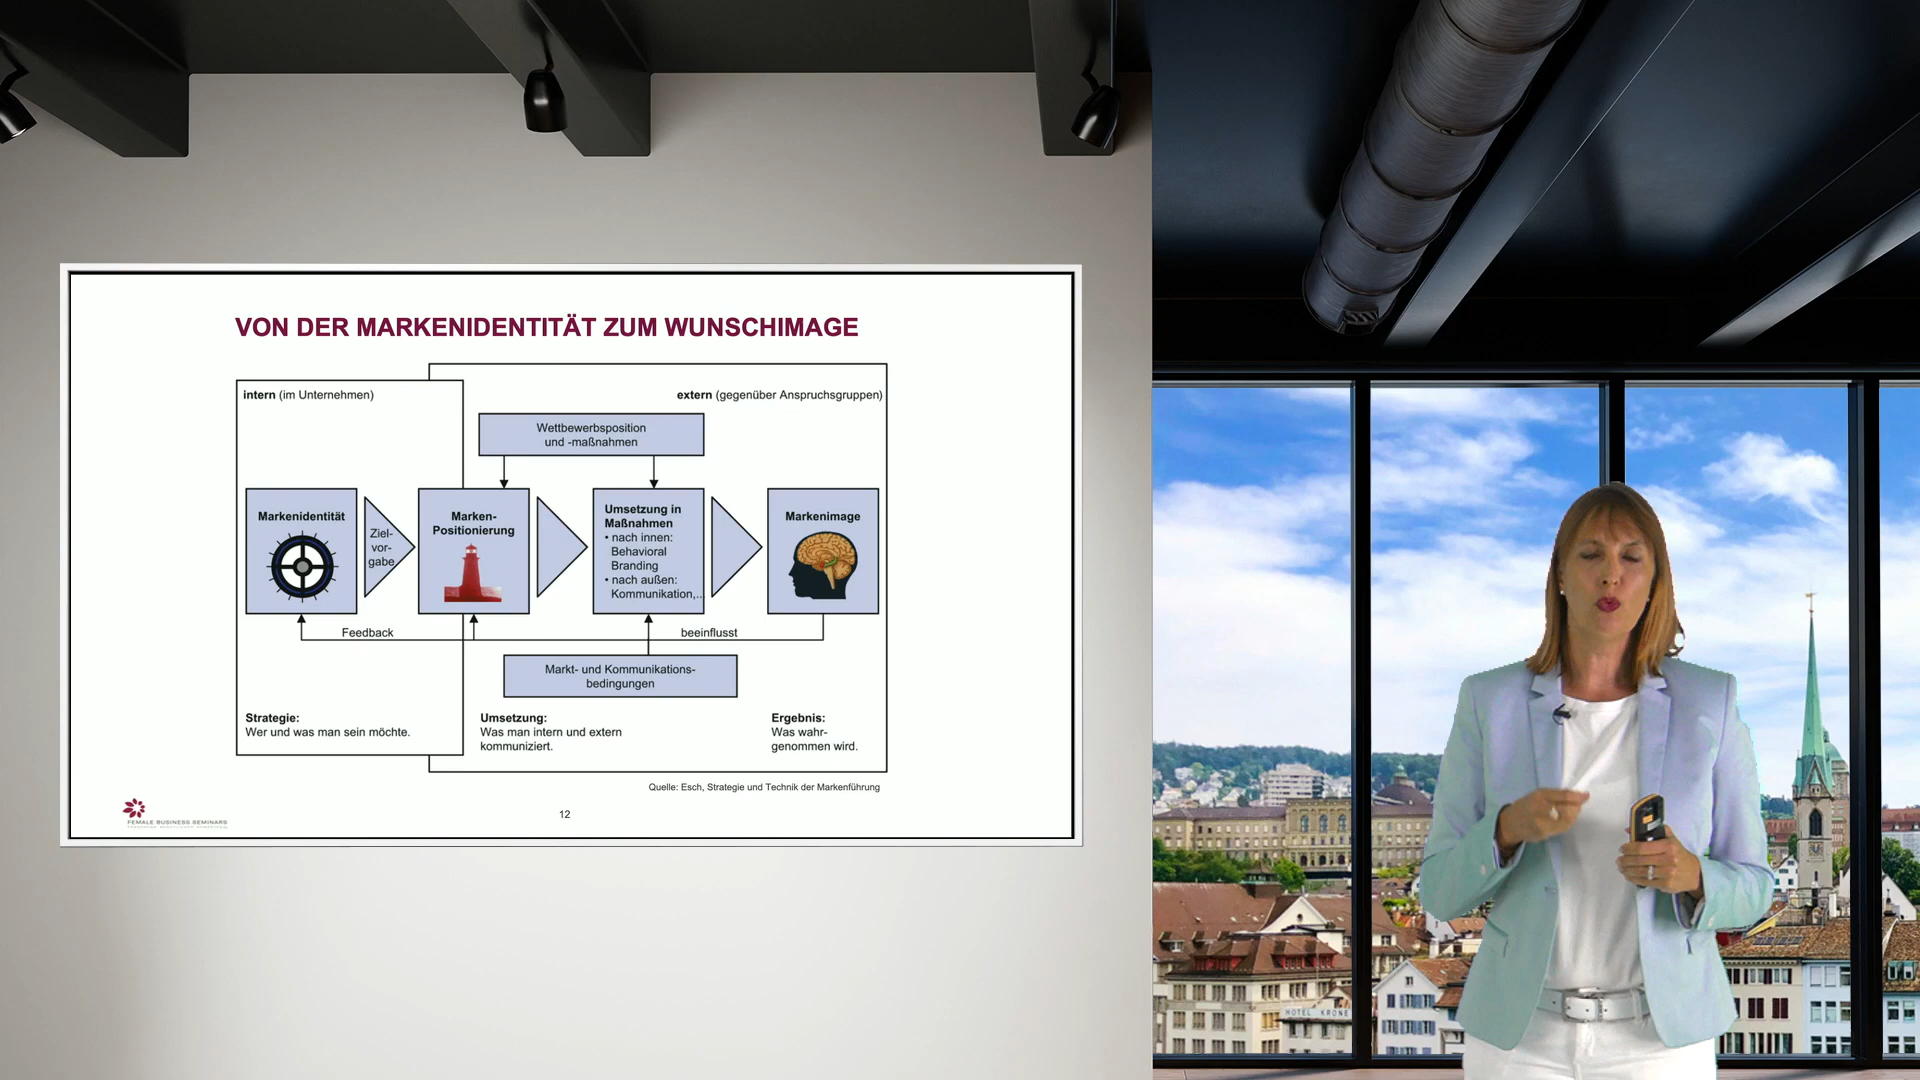 VON DER MARKENIDENTITÄT ZUM WUNSCHIMAGE
intern (im Unternehmen)
extern (gegenüber Anspruchsgruppen)
Wettbewerbsposition
und -maßnahmen
Markenidentität
Ziel-
vor-
gabe
Marken-
Positionierung
Umsetzung in
Maßnahmen
• nach innen:
Behavioral
Branding
• nach außen:
Kommunikation,..
Markenimage
Feedback
beeinflusst
Markt- und Kommunikations-
bedingungen
Strategie:
Wer und was man sein möchte.
Umsetzung:
Was man intern und extern
kommuniziert.
Ergebnis:
Was wahr-
genommen wird.
Quelle: Esch, Strategie und Technik der Markenführung
FEMALE BUSINESS SEMINARS
12
HOTEL KRONE